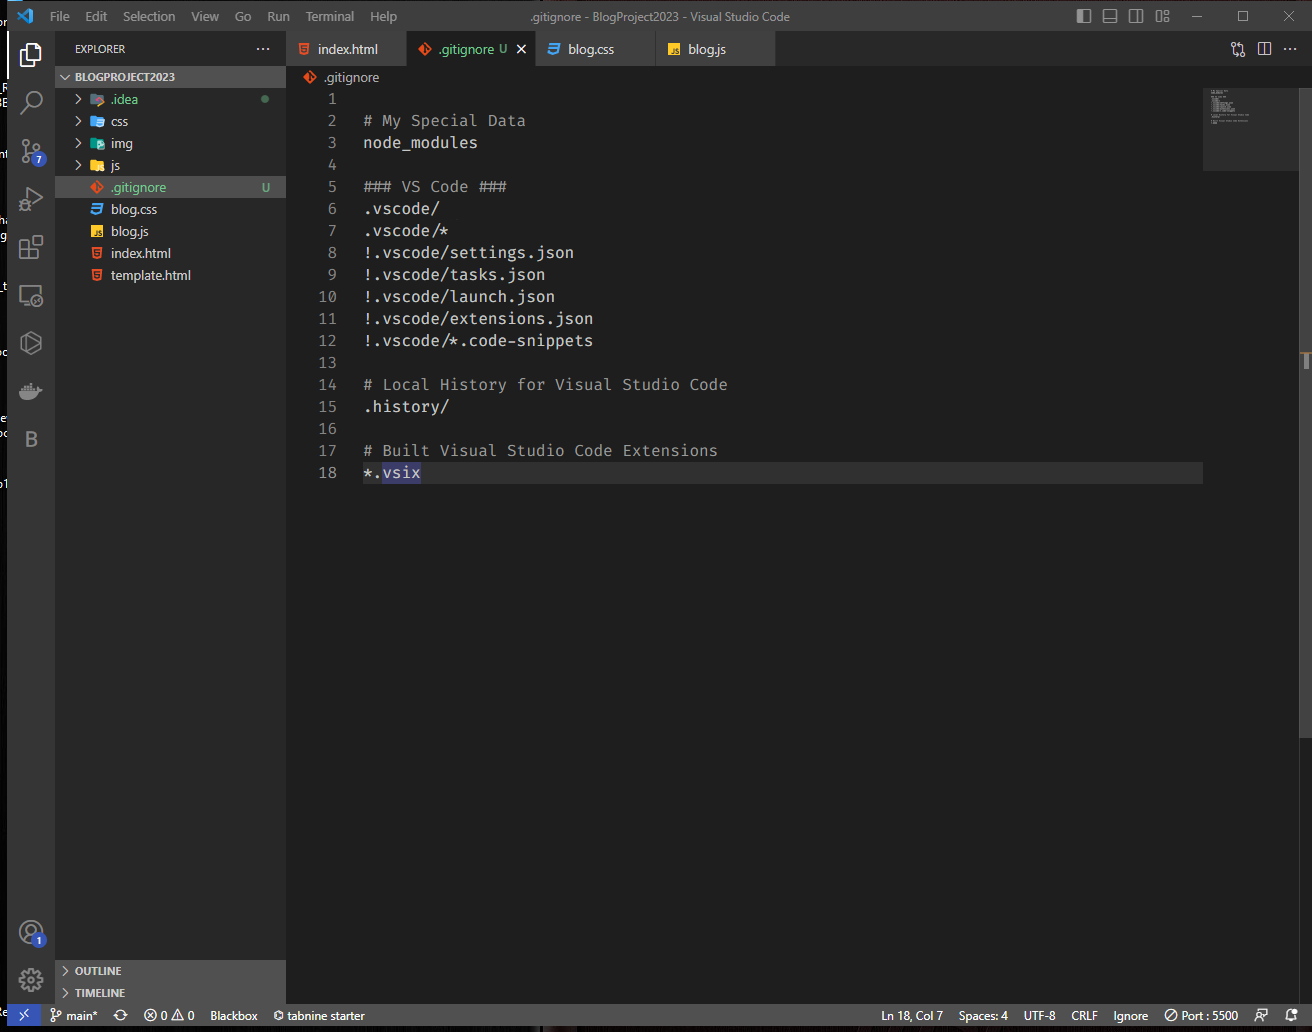 File Edit Selection View Go Run Terminal Help .gitignore - BlogProject2023 - Visual Studio Code
EXPLORER
BLOGPROJECT2023
.idea
css
img
js
.gitignore U
blog.css
blog.js
index.html
template.html
OUTLINE
TIMELINE
7
B
1
index.html .gitignore U blog.css blog.js
.gitignore
1
2 # My Special Data
3 node_modules
4
5 ### VS Code ###
6 .vscode/
7 .vscode/*
8 !.vscode/settings.json
9 !.vscode/tasks.json
10 !.vscode/launch.json
11 !.vscode/extensions.json
12 !.vscode/*.code-snippets
13
14 # Local History for Visual Studio Code
15 .history/
16
17 # Built Visual Studio Code Extensions
18 *.vsix
main* 0 0 Blackbox tabnine starter Ln 18, Col 7 Spaces: 4 UTF-8 CRLF Ignore Port : 5500